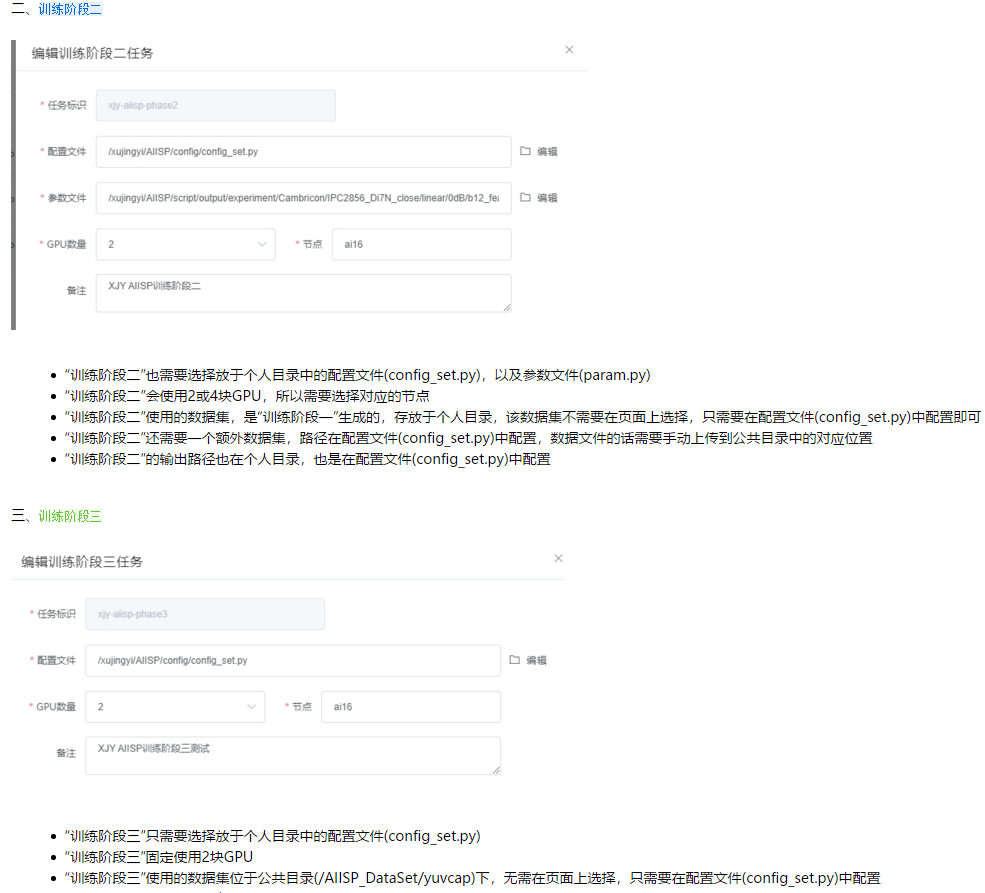 二、训练阶段二
编辑训练阶段二任务
* 任务标识 xjy-aiisp-phase2
* 配置文件 /xujingyi/AIISP/config/config_set.py 编辑
* 参数文件 /xujingyi/AIISP/script/output/experiment/Cambricon/IPC2856_Di7N_close/linear/0dB/b12_fea 编辑
* GPU数量 2 * 节点 ai16
备注 XJY AIISP训练阶段二
• “训练阶段二”也需要选择放于个人目录中的配置文件(config_set.py)，以及参数文件(param.py)
• “训练阶段二”会使用2或4块GPU，所以需要选择对应的节点
• “训练阶段二”使用的数据集，是“训练阶段一”生成的，存放于个人目录，该数据集不需要在页面上选择，只需要在配置文件(config_set.py)中配置即可
• “训练阶段二”还需要一个额外数据集，路径在配置文件(config_set.py)中配置，数据文件的话需要手动上传到公共目录中的对应位置
• “训练阶段二”的输出路径也在个人目录，也是在配置文件(config_set.py)中配置
三、训练阶段三
编辑训练阶段三任务
* 任务标识 xjy-aiisp-phase3
* 配置文件 /xujingyi/AIISP/config/config_set.py 编辑
* GPU数量 2 * 节点 ai16
备注 XJY AIISP训练阶段三测试
• “训练阶段三”只需要选择放于个人目录中的配置文件(config_set.py)
• “训练阶段三”固定使用2块GPU
• “训练阶段三”使用的数据集位于公共目录(/AIISP_DataSet/yuvcap)下，无需在页面上选择，只需要在配置文件(config_set.py)中配置